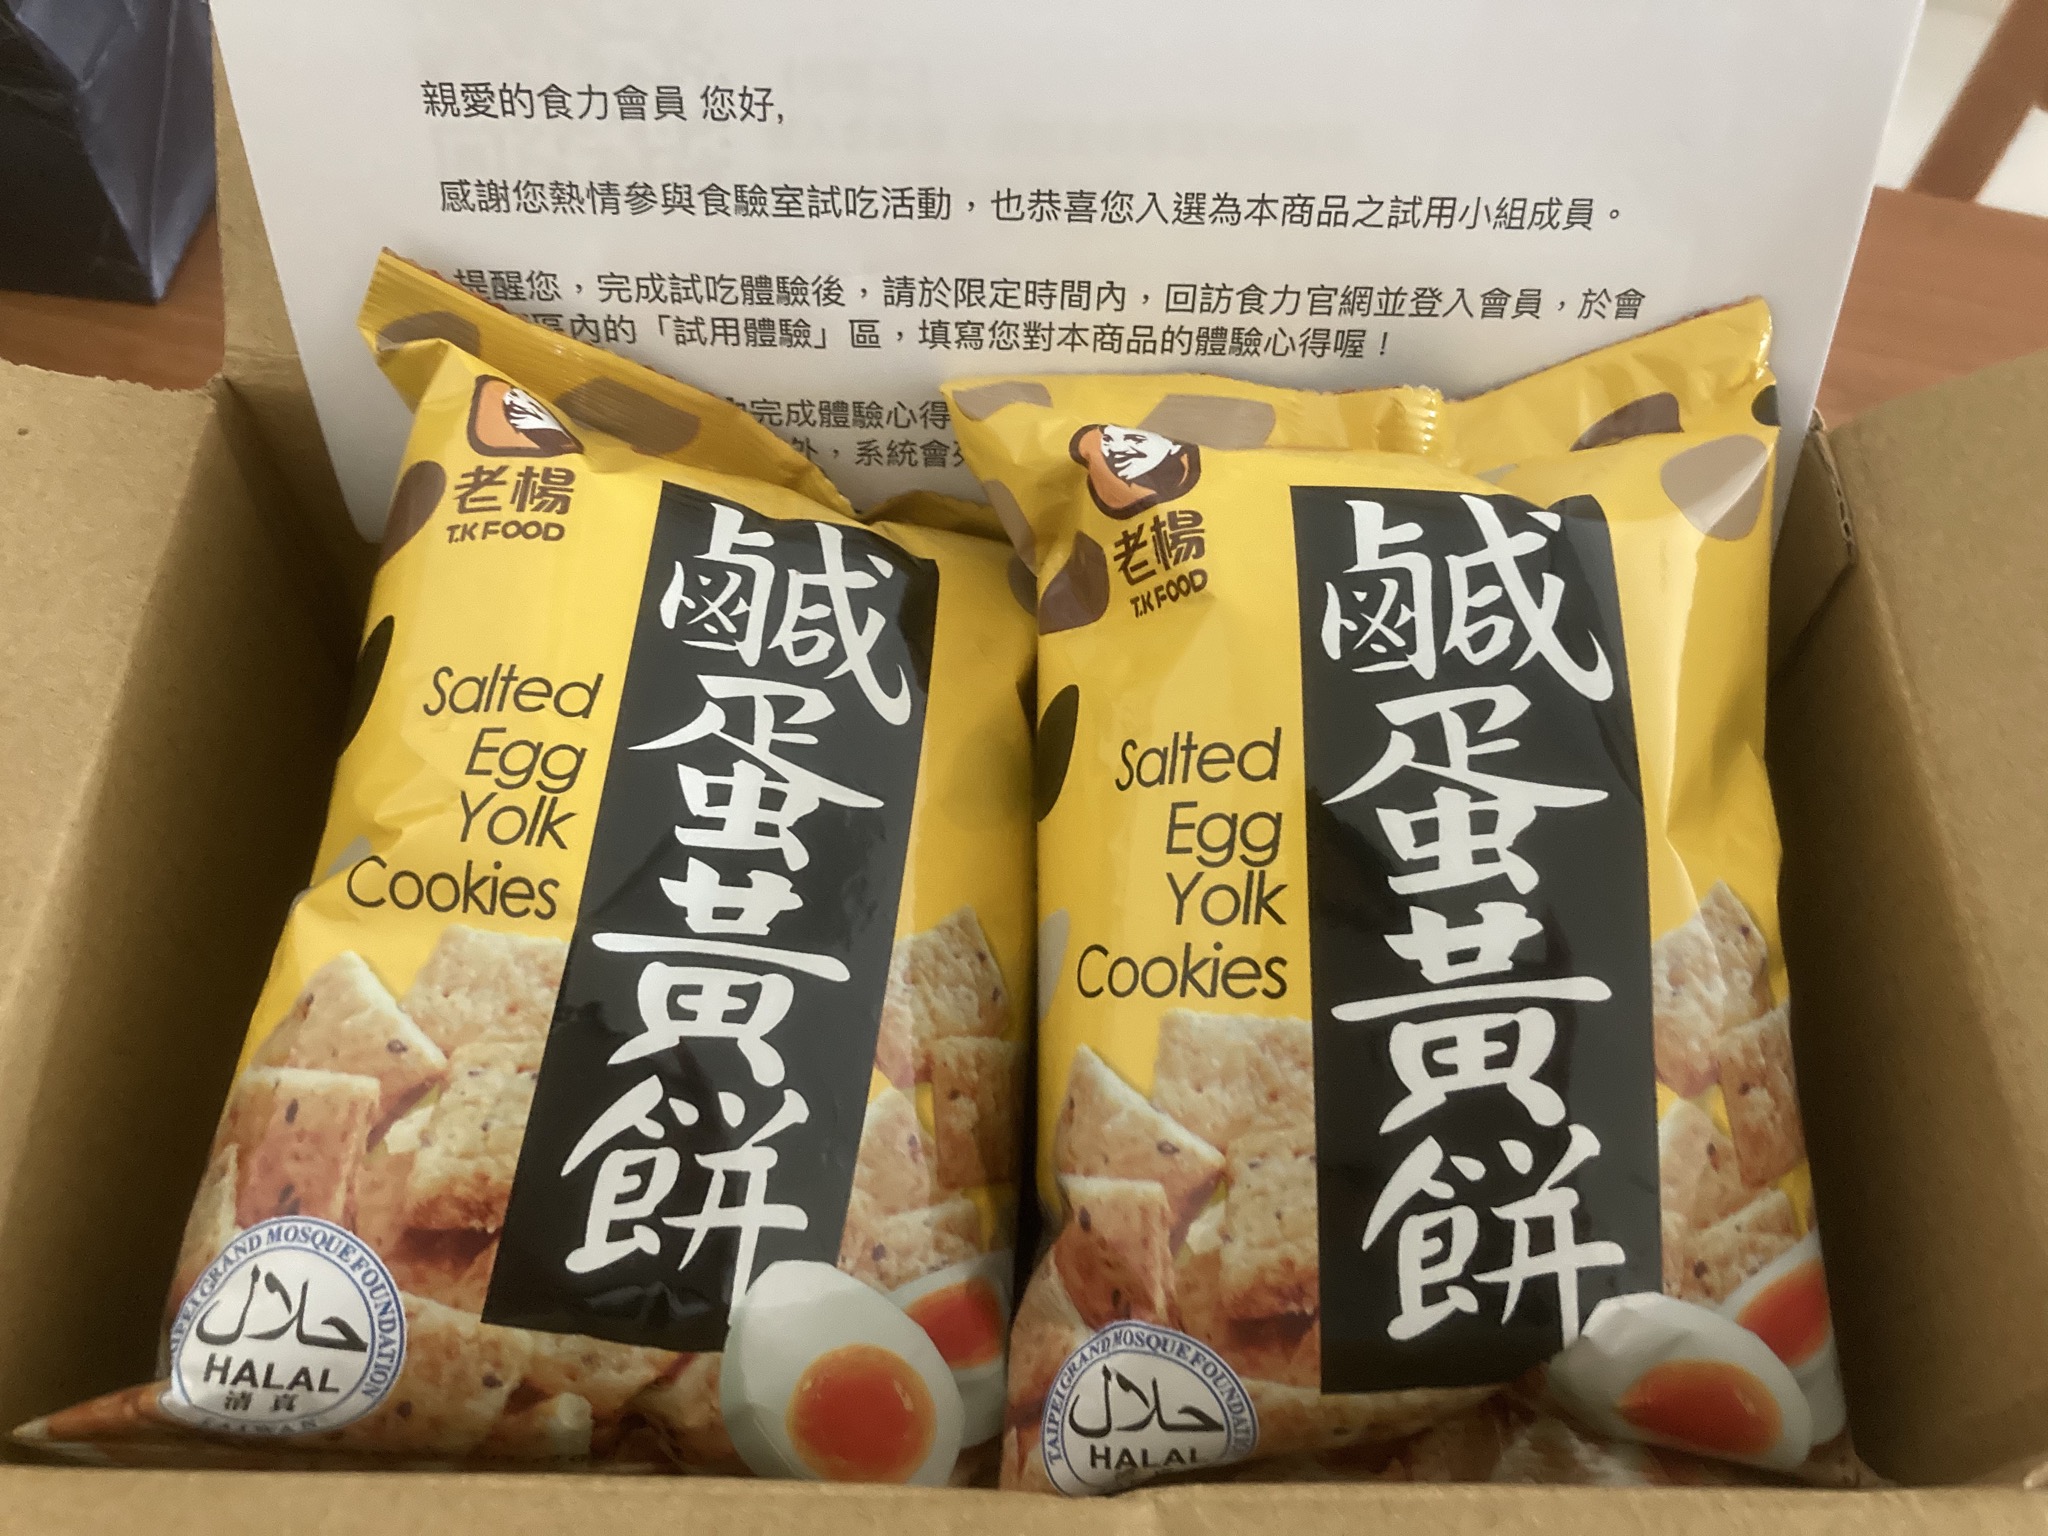 親愛的食力會員 您好,
感謝您熱情參與食驗室試吃活動，也恭喜您入選為本商品之試用小組成員。
提醒您，完成試吃體驗後，請於限定時間內，回訪食力官網並登入會員，於會
區內的「試用體驗」區，填寫您對本商品的體驗心得喔！
完成體驗心得
外，系統會
老楊
T.K FOOD
Salted
Egg
Yolk
Cookies
鹹蛋黃餅
TAIPEI GRAND MOSQUE FOUNDATION
حلال
HALAL
清真
TAIWAN
老楊
T.K FOOD
Salted
Egg
Yolk
Cookies
鹹蛋黃餅
TAIPEI GRAND MOSQUE FOUNDATI
حلال
HALAL